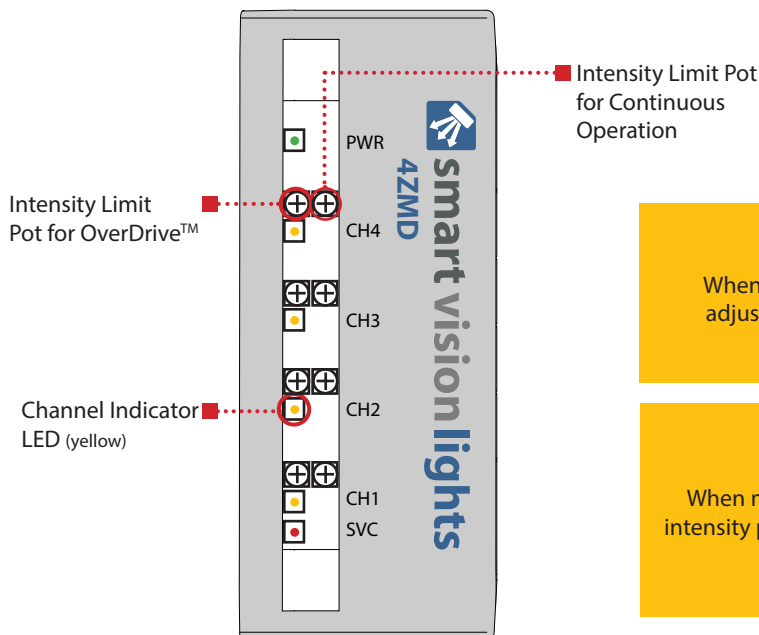 Intensity Limit Pot
for Continuous
Operation
PWR
Intensity Limit
Pot for OverDrive™
CH4
CH3
Channel Indicator
LED (yellow)
CH2
CH1
SVC
smart vision lights
4ZMD
When
adjus
When
intensity